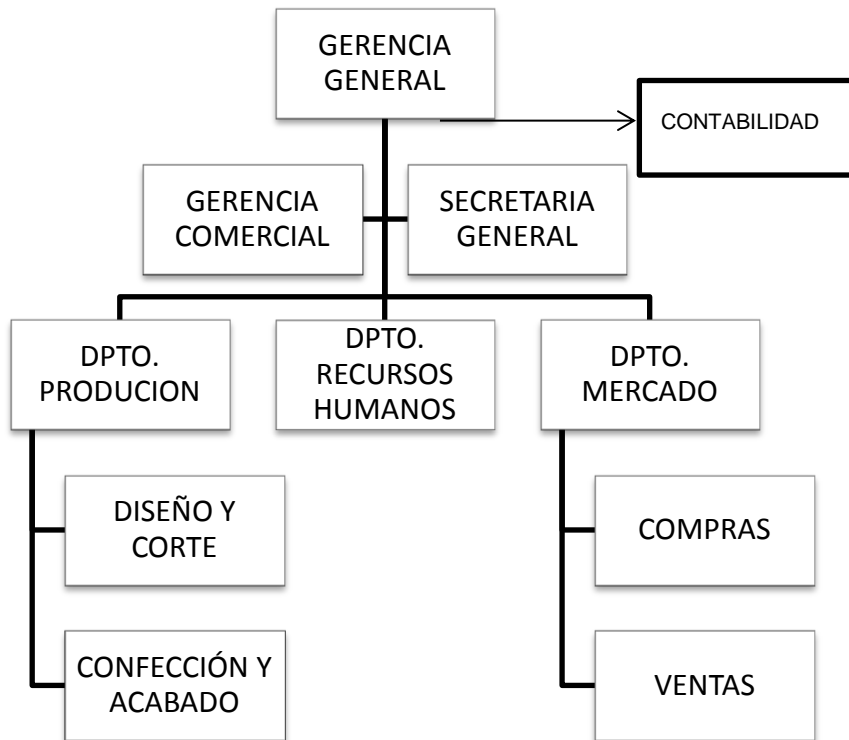 GERENCIA
GENERAL
CONTABILIDAD
GERENCIA
COMERCIAL
SECRETARIA
GENERAL
DPTO.
PRODUCION
DPTO.
RECURSOS
HUMANOS
DPTO.
MERCADO
DISEÑO Y
CORTE
COMPRAS
CONFECCIÓN Y
ACABADO
VENTAS